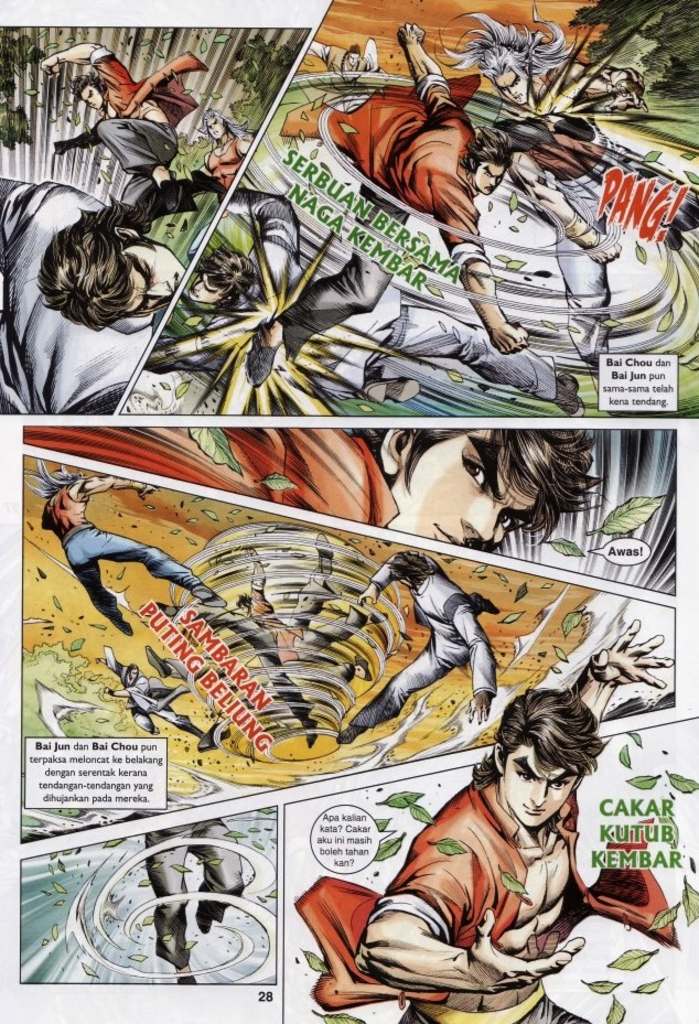 SERBUAN BERSAMA
NAGA KEMBAR
PANG!
Bai Chou dan
Bai Jun pun
sama-sama
kena tendang.
Awas!
SAMBARAN
PUTING BELIUNG
Bai Jun dan Bai Chou pun
terpaksa meloncat ke belakang
dengan serentak kerana
tendangan-tendangan yang
dihujankan pada mereka.
Apa kalian
kata? Cakar
aku ini masih
boleh tahan
kan?
CAKAR
KUTUB
KEMBAR
28